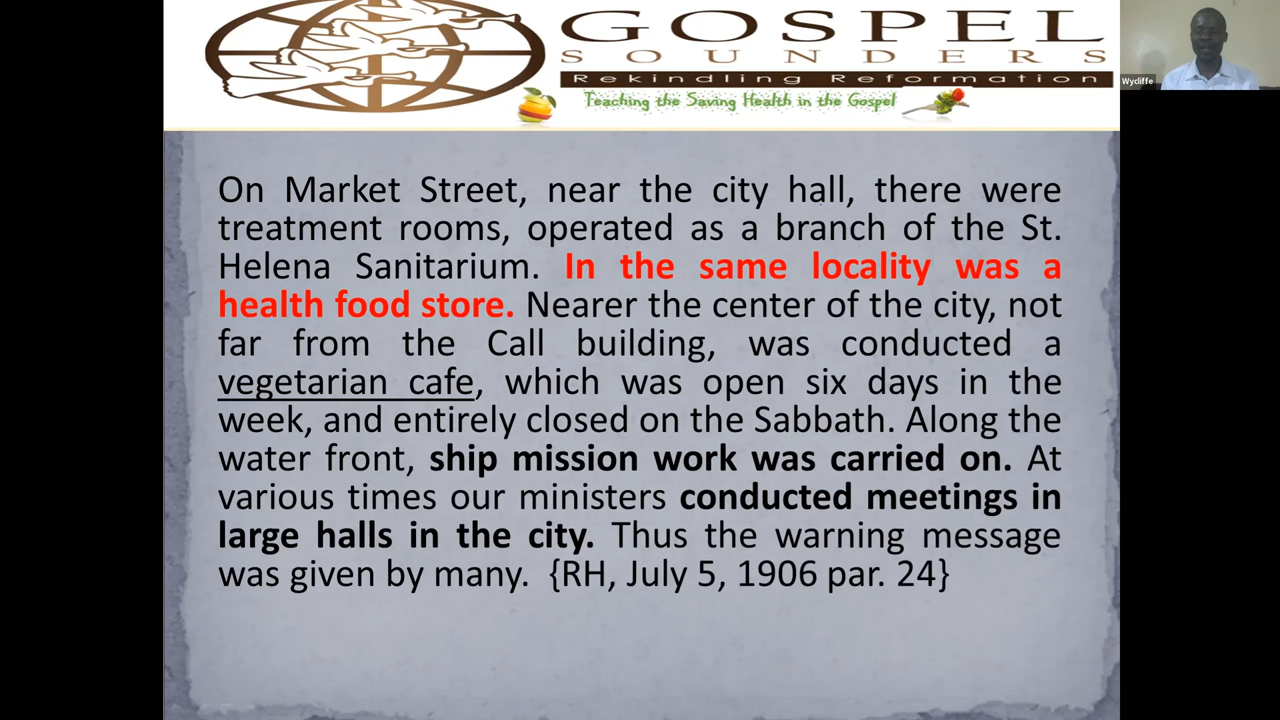 GOSPEL
SOUNDERS
Rekindling Reformation
Teaching the Saving Health in the Gospel
Wycliffe
On Market Street, near the city hall, there were
treatment rooms, operated as a branch of the St.
Helena Sanitarium. In the same locality was a
health food store. Nearer the center of the city, not
far from the Call building, was conducted a
vegetarian cafe, which was open six days in the
week, and entirely closed on the Sabbath. Along the
water front, ship mission work was carried on. At
various times our ministers conducted meetings in
large halls in the city. Thus the warning message
was given by many. {RH, July 5, 1906 par. 24}